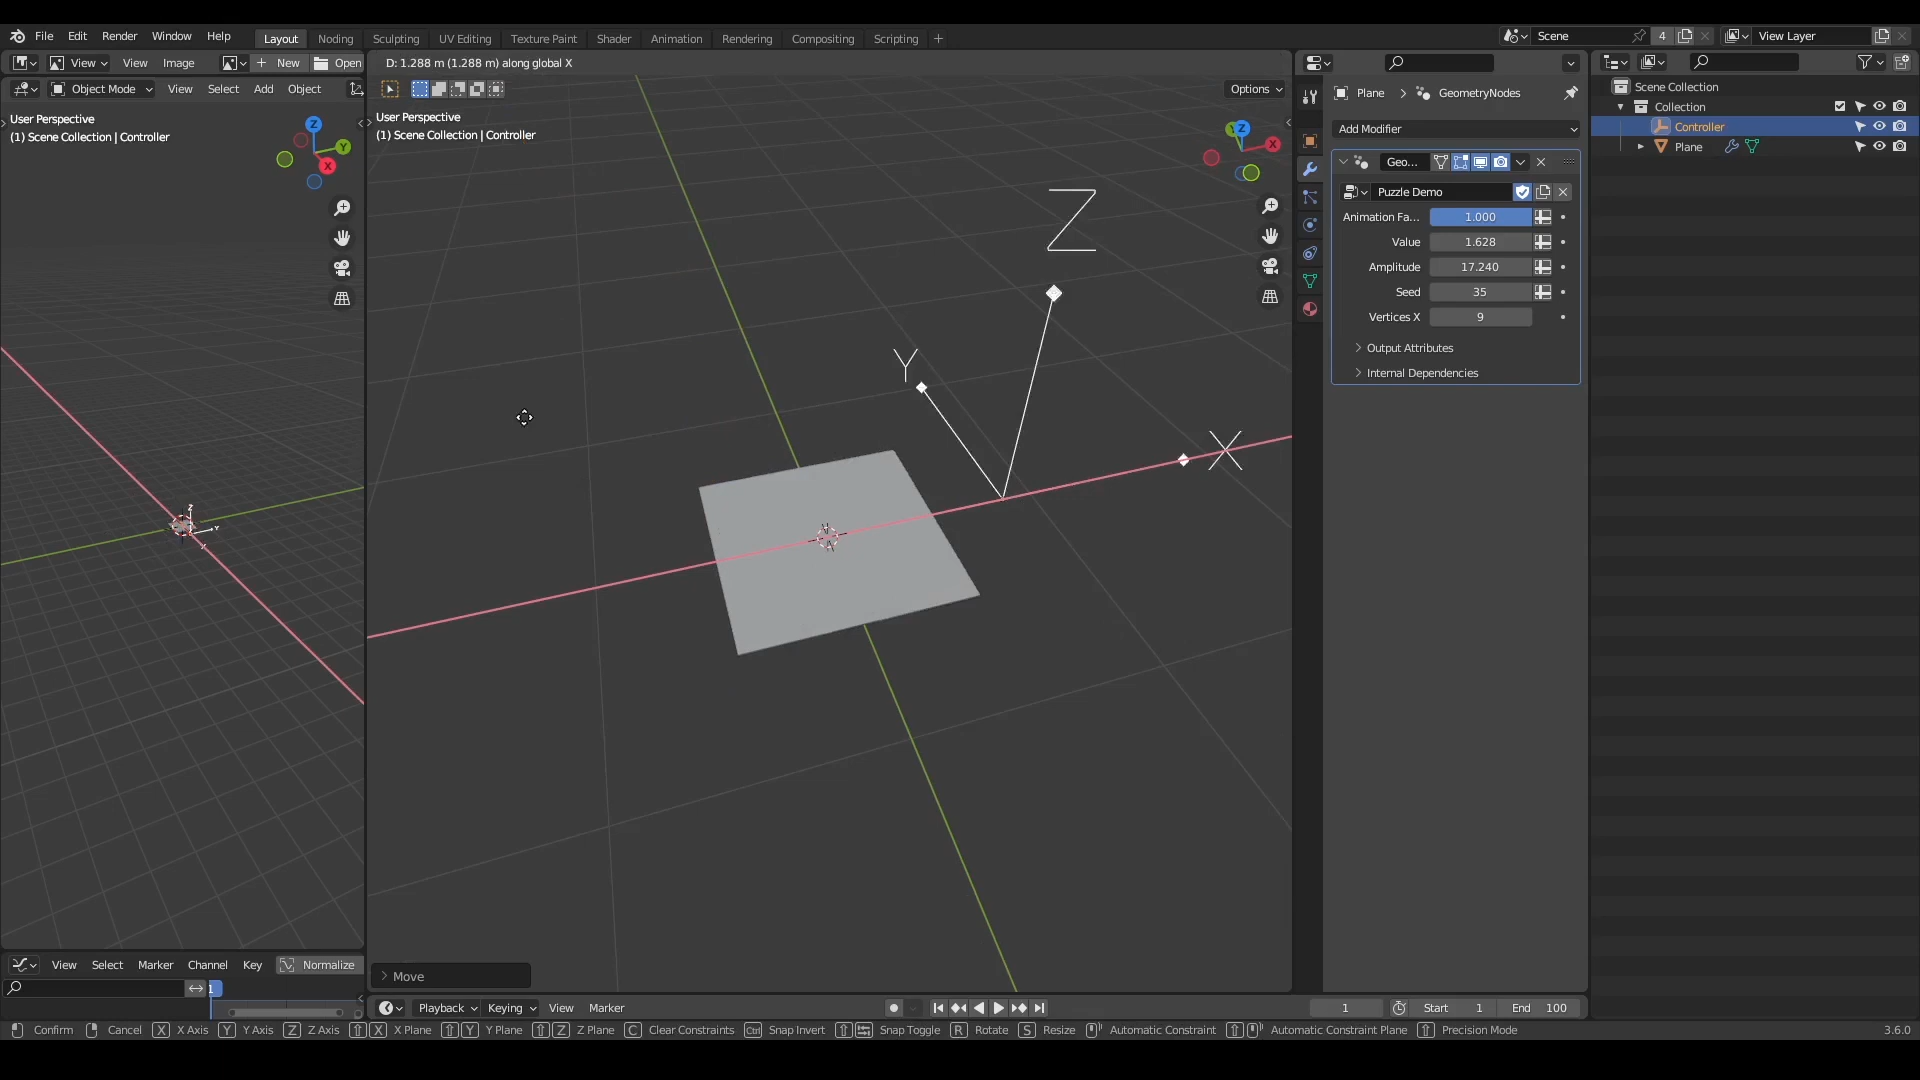 File Edit Render Window Help Layout Noding Sculpting UV Editing Texture Paint Shader Animation Rendering Compositing Scripting + Scene 4 View Layer
View View Image + New Open D: 1.288 m (1.288 m) along global X
Object Mode View Select Add Object Options
User Perspective
(1) Scene Collection | Controller
Z
Y
X
User Perspective
(1) Scene Collection | Controller
Z
Y
X
Z
Y
X
Plane > GeometryNodes
Add Modifier
Geo...
Puzzle Demo
Animation Fa... 1.000
Value 1.628
Amplitude 17.240
Seed 35
Vertices X 9
Output Attributes
Internal Dependencies
Scene Collection
Collection
Controller
Plane
Move
View Select Marker Channel Key Normalize
1
Playback Keying View Marker 1 Start 1 End 100
Confirm Cancel X X Axis Y Y Axis Z Z Axis X X Plane Y Y Plane Z Z Plane C Clear Constraints Ctrl Snap Invert Snap Toggle R Rotate S Resize Automatic Constraint Automatic Constraint Plane Precision Mode 3.6.0